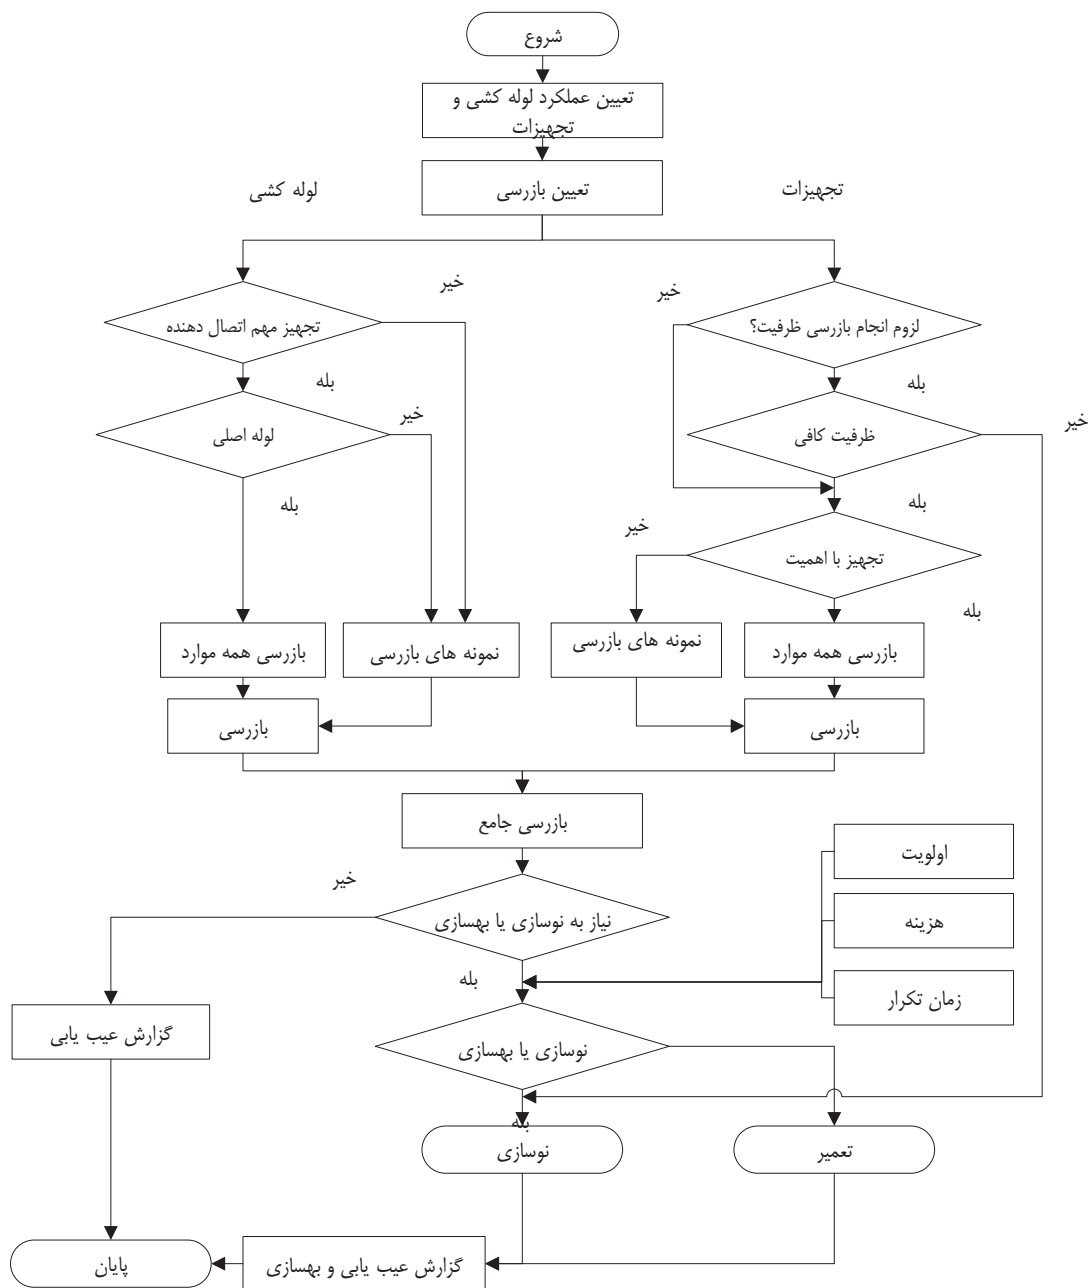 شروع
تعیین عملکرد لوله کشی و
تجهیزات
تعیین بازرسی
تجهیزات
لوله کشی
خیر
خیر
لزوم انجام بازرسی ظرفیت؟
تجهیز مهم اتصال دهنده
بله
بله
خیر
خیر
ظرفیت کافی
لوله اصلی
بله
بله
خیر
تجهیز با اهمیت
بله
بازرسی همه موارد
نمونه های بازرسی
نمونه های بازرسی
بازرسی همه موارد
بازرسی
بازرسی
بازرسی جامع
اولویت
خیر
هزینه
نیاز به نوسازی یا بهسازی
بله
زمان تکرار
گزارش عیب یابی
نوسازی یا بهسازی
بله
تعمیر
نوسازی
گزارش عیب یابی و بهسازی
پایان